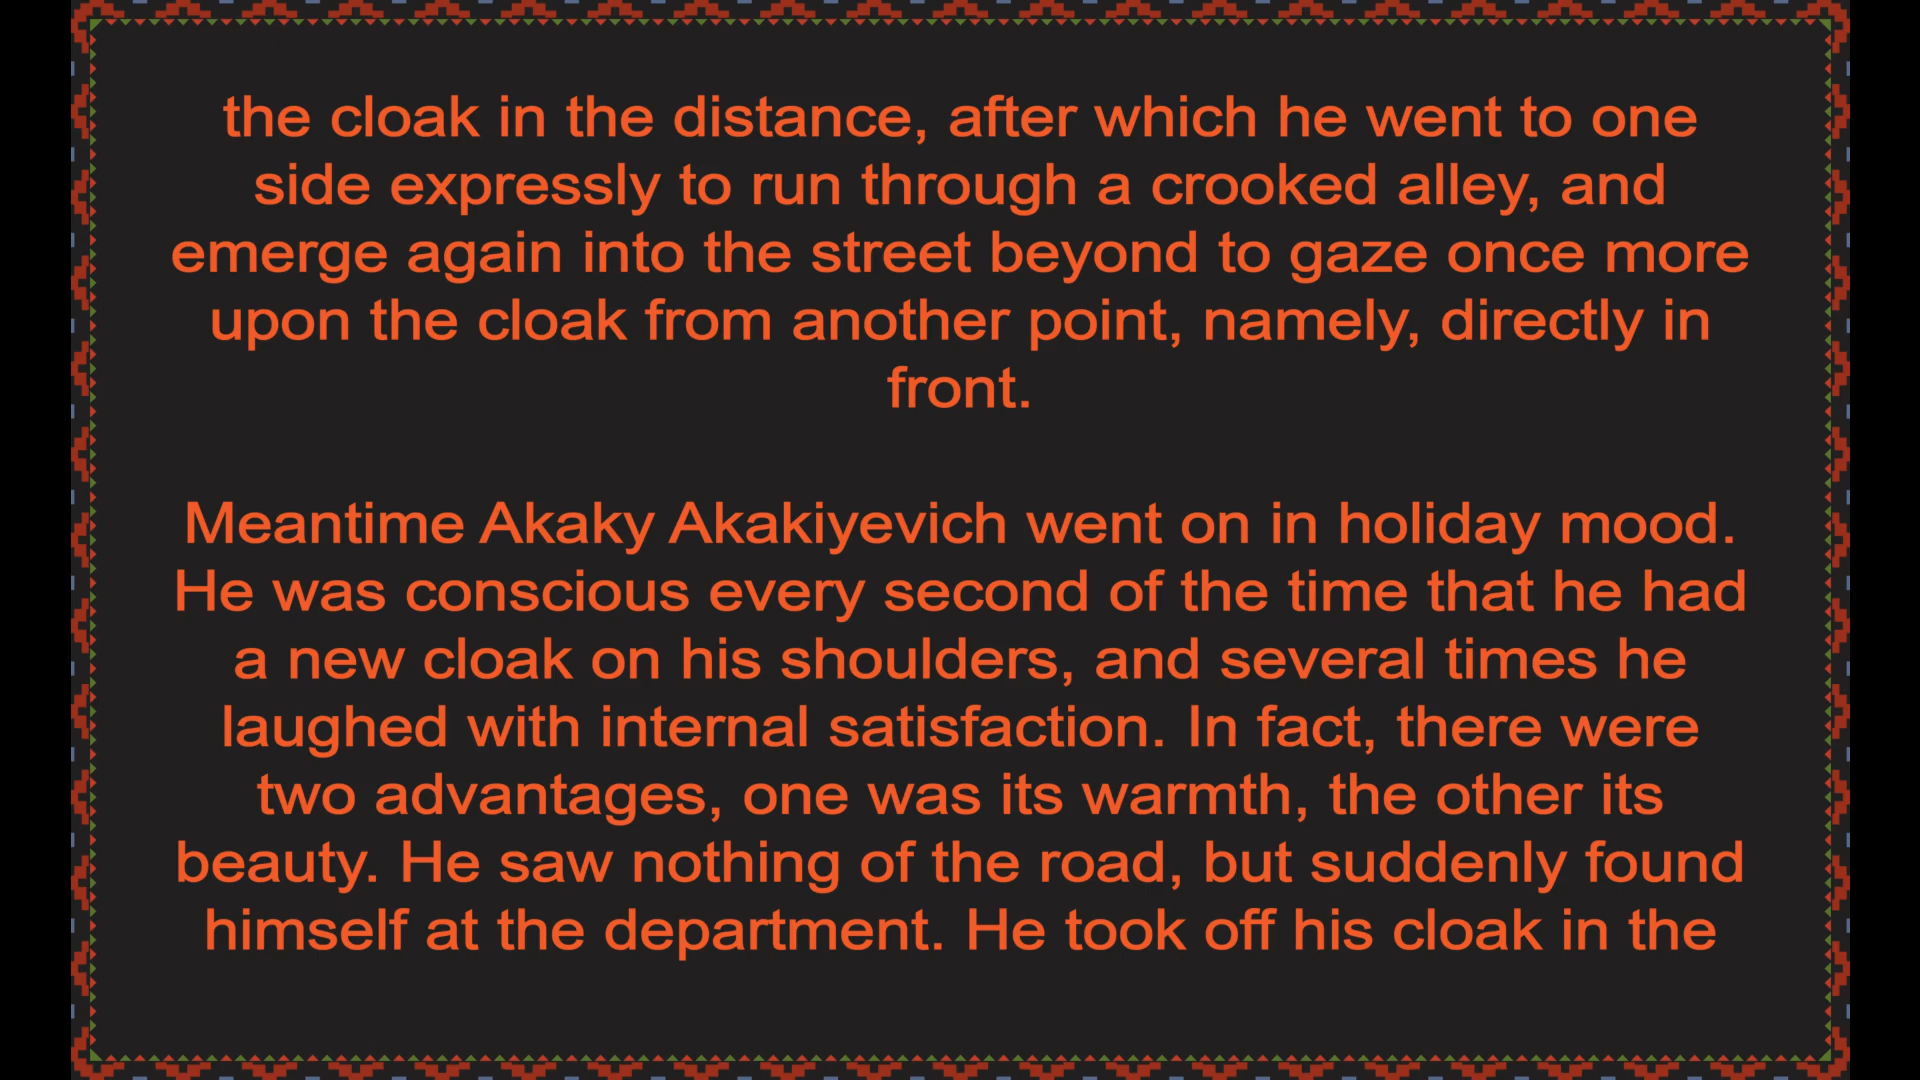 the cloak in the distance, after which he went to one
side expressly to run through a crooked alley, and
emerge again into the street beyond to gaze once more
upon the cloak from another point, namely, directly in
front.
Meantime Akaky Akakiyevich went on in holiday mood.
He was conscious every second of the time that he had
a new cloak on his shoulders, and several times he
laughed with internal satisfaction. In fact, there were
two advantages, one was its warmth, the other its
beauty. He saw nothing of the road, but suddenly found
himself at the department. He took off his cloak in the